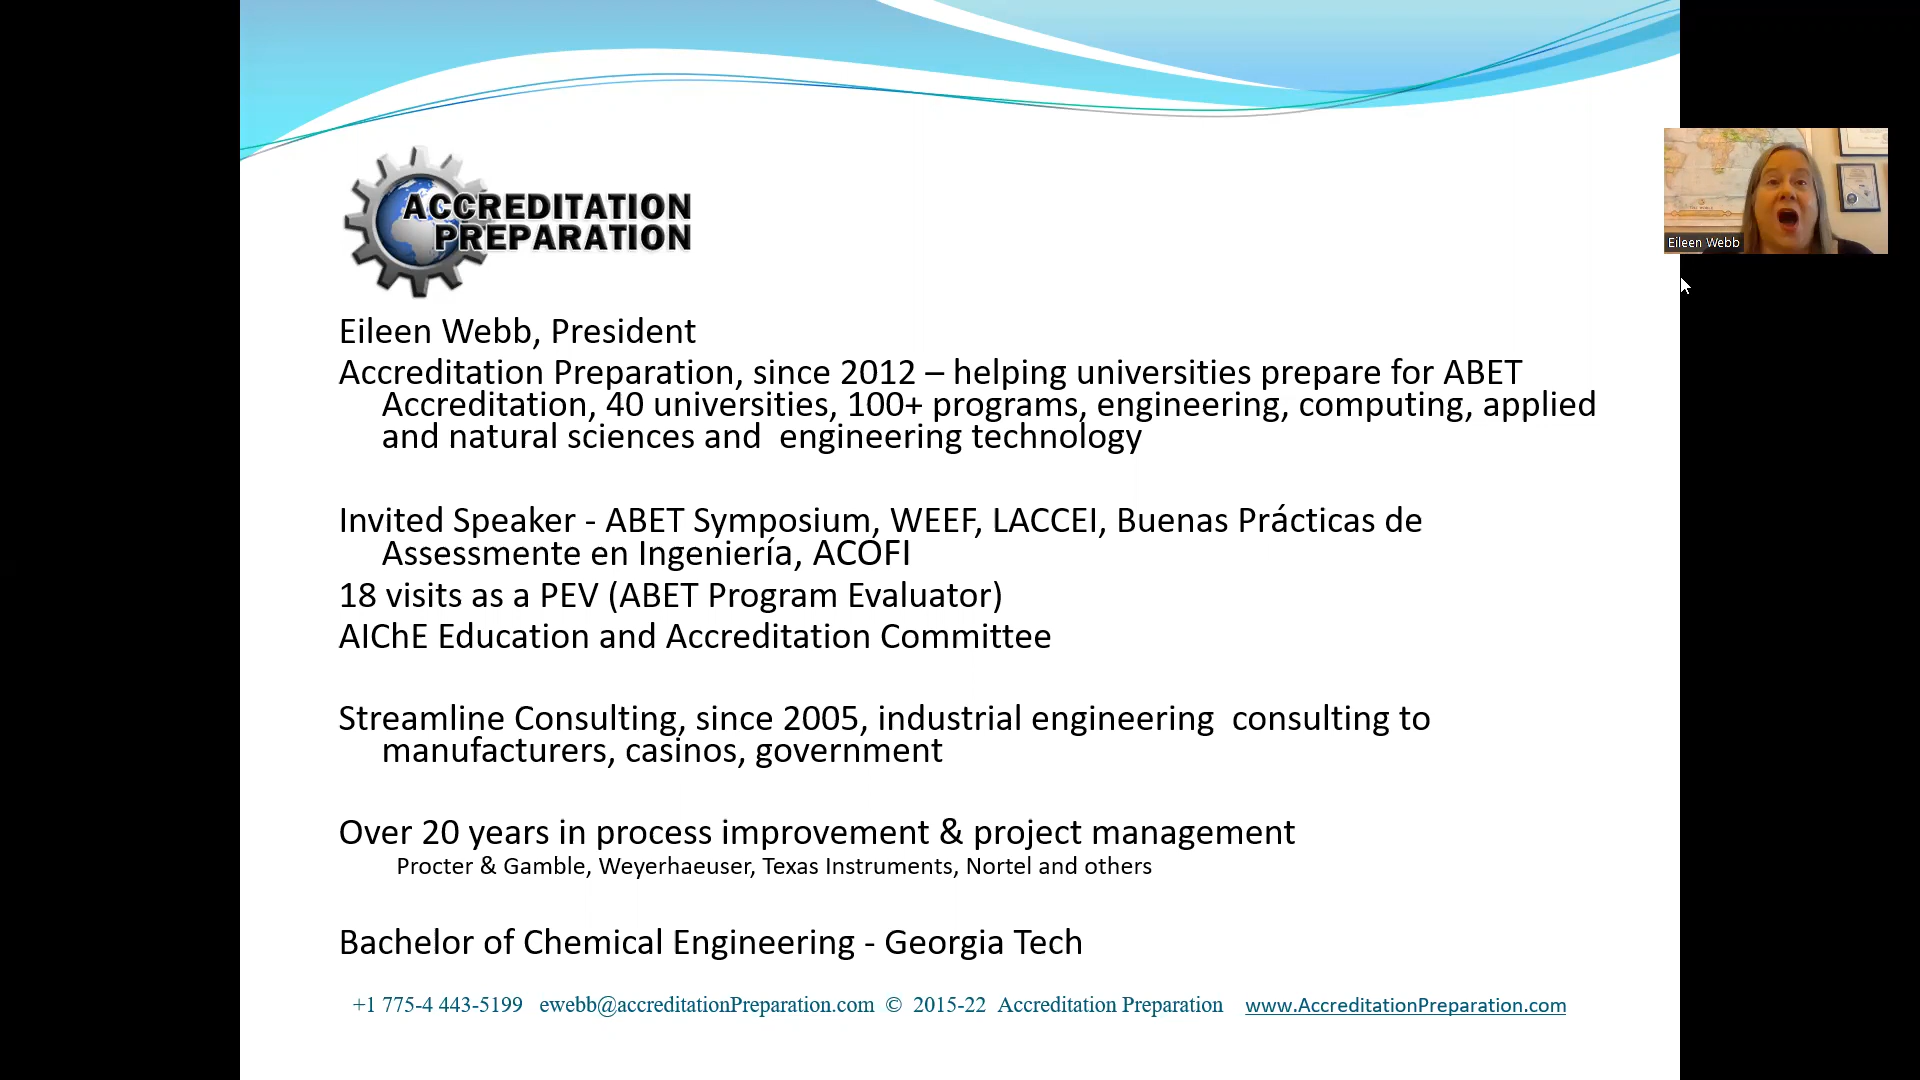 ACCREDITATION
PREPARATION
Eileen Webb
Eileen Webb, President
Accreditation Preparation, since 2012 – helping universities prepare for ABET
Accreditation, 40 universities, 100+ programs, engineering, computing, applied
and natural sciences and  engineering technology
Invited Speaker - ABET Symposium, WEEF, LACCEI, Buenas Prácticas de
Assessmente en Ingeniería, ACOFI
18 visits as a PEV (ABET Program Evaluator)
AIChE Education and Accreditation Committee
Streamline Consulting, since 2005, industrial engineering  consulting to
manufacturers, casinos, government
Over 20 years in process improvement & project management
Procter & Gamble, Weyerhaeuser, Texas Instruments, Nortel and others
Bachelor of Chemical Engineering - Georgia Tech
+1 775-4 443-5199 ewebb@accreditationPreparation.com © 2015-22 Accreditation Preparation www.AccreditationPreparation.com